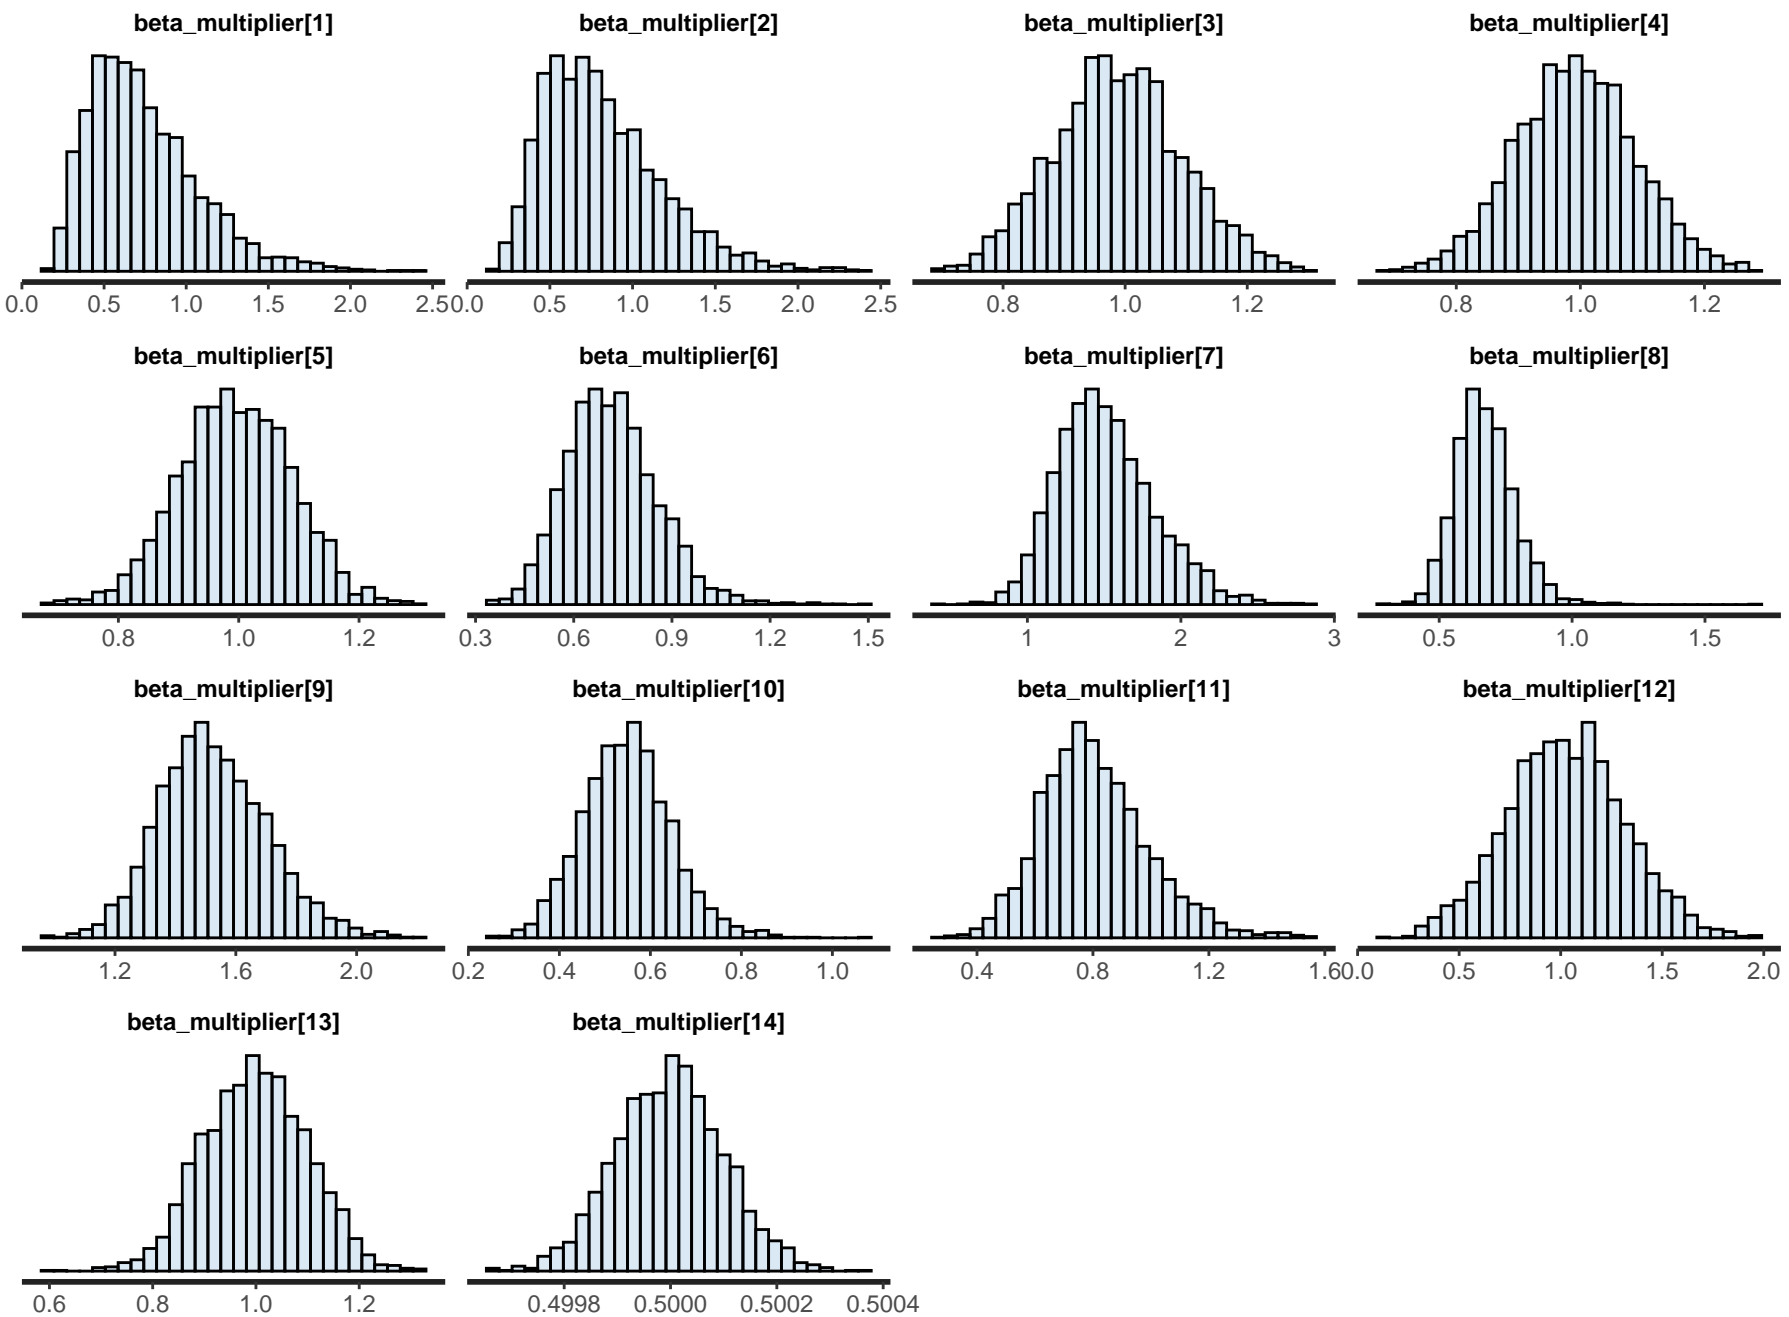 beta_multiplier[1] beta_multiplier[2] beta_multiplier[3] beta_multiplier[4]
0.0 0.5 1.0 1.5 2.0 2.5 0.0 0.5 1.0 1.5 2.0 2.5 0.8 1.0 1.2 0.8 1.0 1.2
beta_multiplier[5] beta_multiplier[6] beta_multiplier[7] beta_multiplier[8]
0.8 1.0 1.2 0.3 0.6 0.9 1.2 1.5 1 2 3 0.5 1.0 1.5
beta_multiplier[9] beta_multiplier[10] beta_multiplier[11] beta_multiplier[12]
1.2 1.6 2.0 0.2 0.4 0.6 0.8 1.0 0.4 0.8 1.2 1.6 0.0 0.5 1.0 1.5 2.0
beta_multiplier[13] beta_multiplier[14]
0.6 0.8 1.0 1.2 0.4998 0.5000 0.5002 0.5004